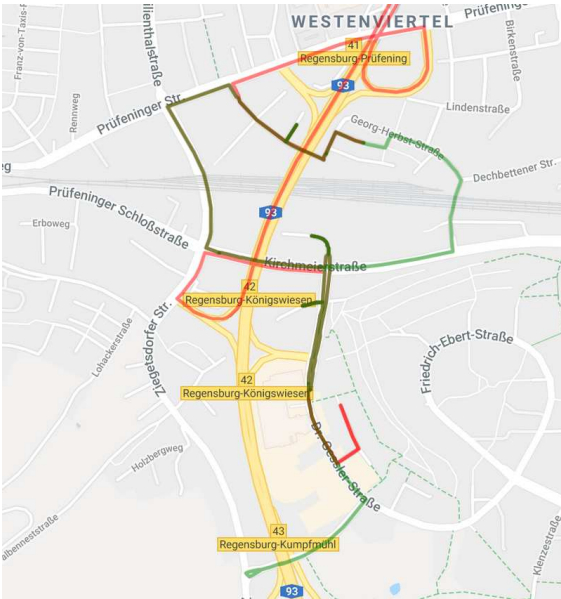 WESTENVIERTEL
Prüfening
ilienthalstraße
Franz-von-Taxis-R
Birkenstraße
41
Regensburg-Prüfening
93
Rennweg
Prüfeninger Str.
Lindenstraße
Georg-Herbst-Straße
Dechbettener Str.
g
Prüfeninger Schloßstraße
93
Erboweg
Kirchmeierstraße
42
Regensburg-Königswiesen
Ziegetsdorfer Str.
Lohackerstraße
Friedrich-Ebert-Straße
42
Regensburg-Königswiesen
Dr.-Gessler-Straße
Holzbergweg
albennestraße
43
Regensburg-Kumpfmühl
Klenzestraße
93